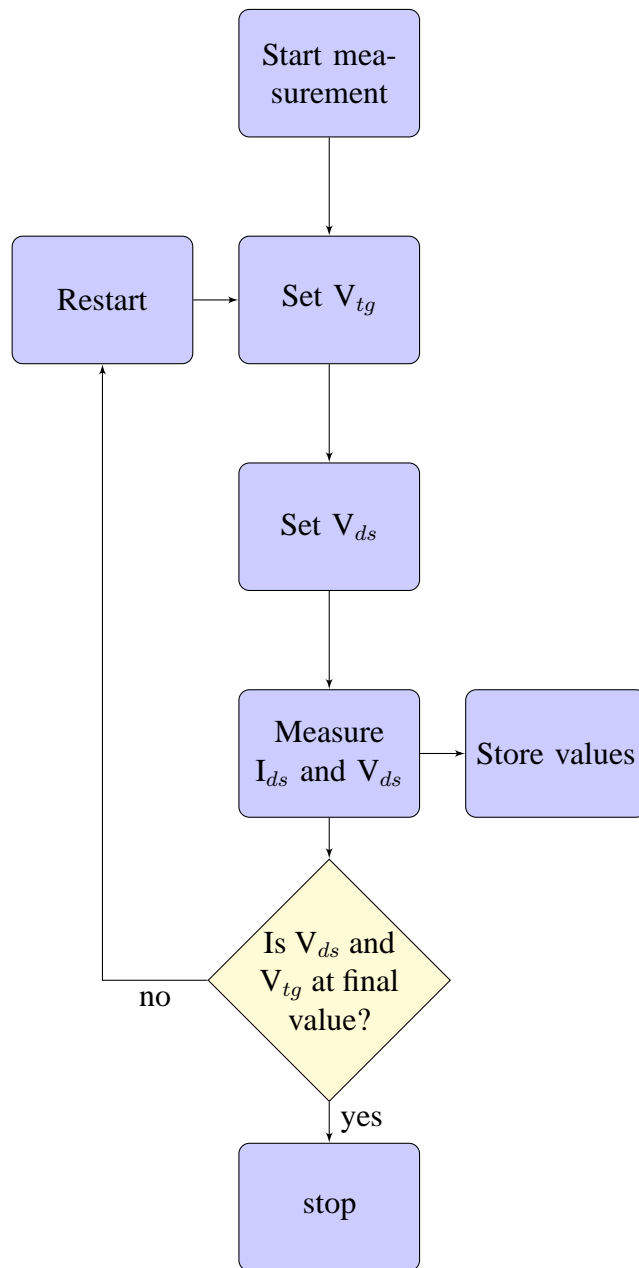 Start mea-
surement
Restart
Set V_tg
Set V_ds
Measure
I_ds and V_ds
Store values
Is V_ds and
V_tg at final
value?
no
yes
stop